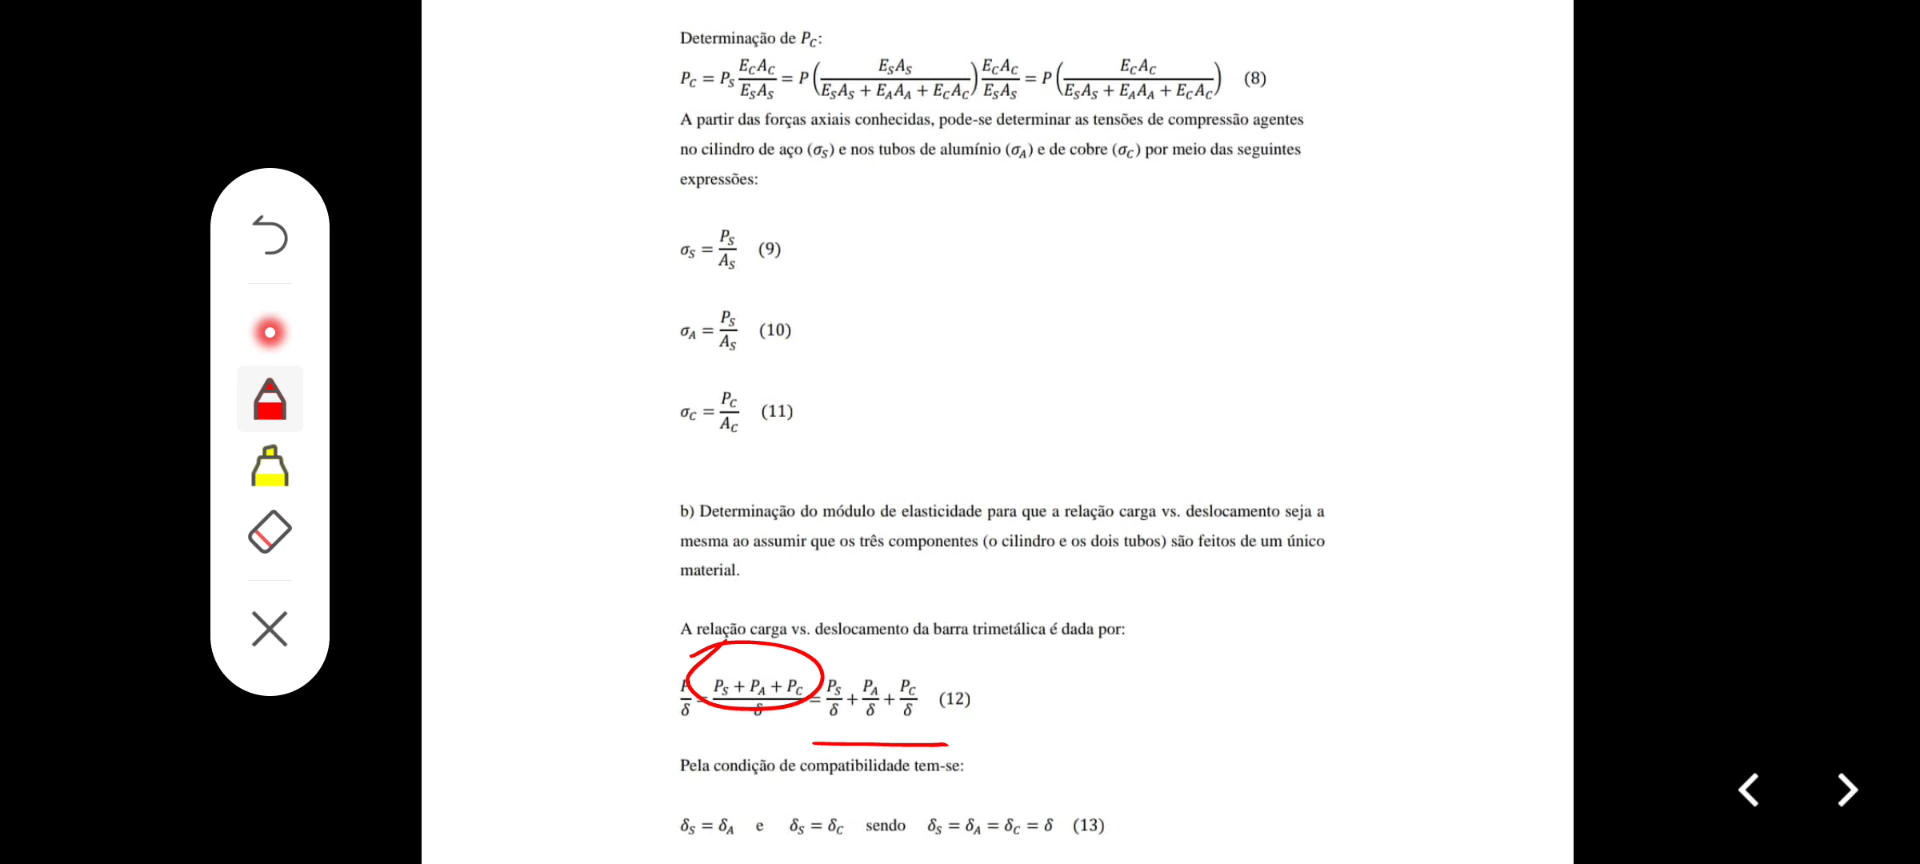 Determinação de P_C:
P_C = P_S E_C A_C / E_S A_S = P (E_S A_S / E_S A_S + E_A A_A + E_C A_C) E_C A_C / E_S A_S = P (E_C A_C / E_S A_S + E_A A_A + E_C A_C) (8)
A partir das forças axiais conhecidas, pode-se determinar as tensões de compressão agentes
no cilindro de aço (σ_S) e nos tubos de alumínio (σ_A) e de cobre (σ_C) por meio das seguintes
expressões:
σ_S = P_S / A_S (9)
σ_A = P_S / A_S (10)
σ_C = P_C / A_C (11)
b) Determinação do módulo de elasticidade para que a relação carga vs. deslocamento seja a
mesma ao assumir que os três componentes (o cilindro e os dois tubos) são feitos de um único
material.
A relação carga vs. deslocamento da barra trimetálica é dada por:
P / δ = P_S + P_A + P_C / δ = P_S / δ + P_A / δ + P_C / δ (12)
Pela condição de compatibilidade tem-se:
δ_S = δ_A e δ_S = δ_C sendo δ_S = δ_A = δ_C = δ (13)